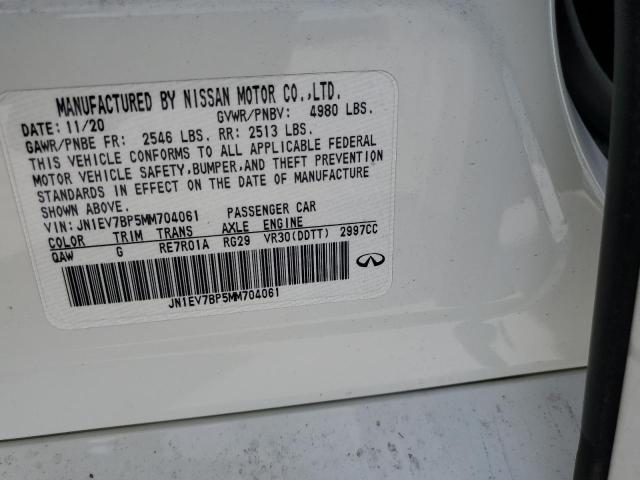 MANUFACTURED BY NISSAN MOTOR CO.,LTD.
DATE: 11/20 GVWR/PNBV: 4980 LBS.
GAWR/PNBE FR: 2546 LBS. RR: 2513 LBS.
THIS VEHICLE CONFORMS TO ALL APPLICABLE FEDERAL
MOTOR VEHICLE SAFETY,BUMPER,AND THEFT PREVENTION
STANDARDS IN EFFECT ON THE DATE OF MANUFACTURE
SHOWN ABOVE.
VIN: JN1EV7BP5MM704061 PASSENGER CAR
COLOR TRIM TRANS AXLE ENGINE
QAW G RE7R01A RG29 VR30(DDTT) 2997CC
JN1EV7BP5MM704061